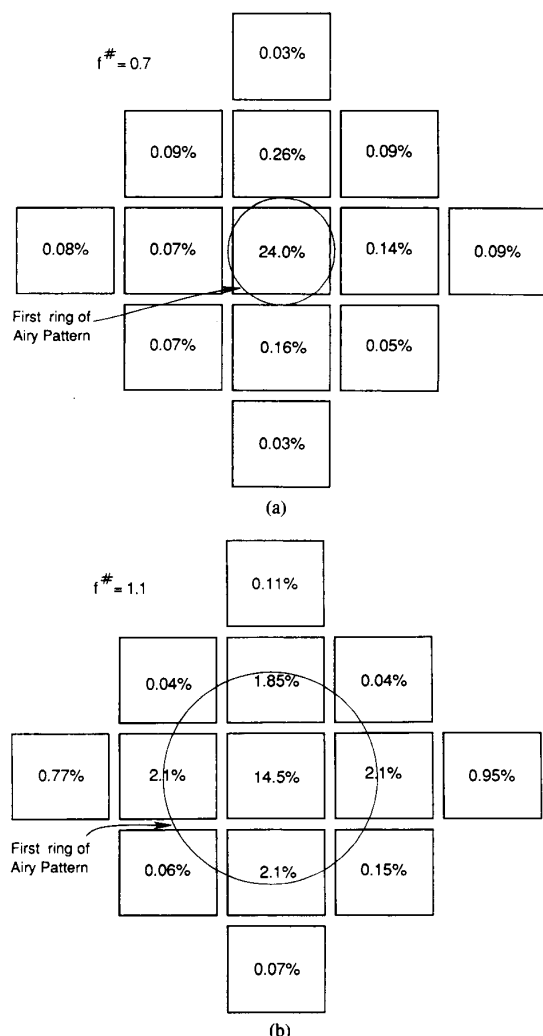 f# = 0.7
0.03%
0.09% 0.26% 0.09%
0.08% 0.07% 24.0% 0.14% 0.09%
First ring of
Airy Pattern
0.07% 0.16% 0.05%
0.03%
(a)
f# = 1.1
0.11%
0.04% 1.85% 0.04%
0.77% 2.1% 14.5% 2.1% 0.95%
First ring of
Airy Pattern
0.06% 2.1% 0.15%
0.07%
(b)